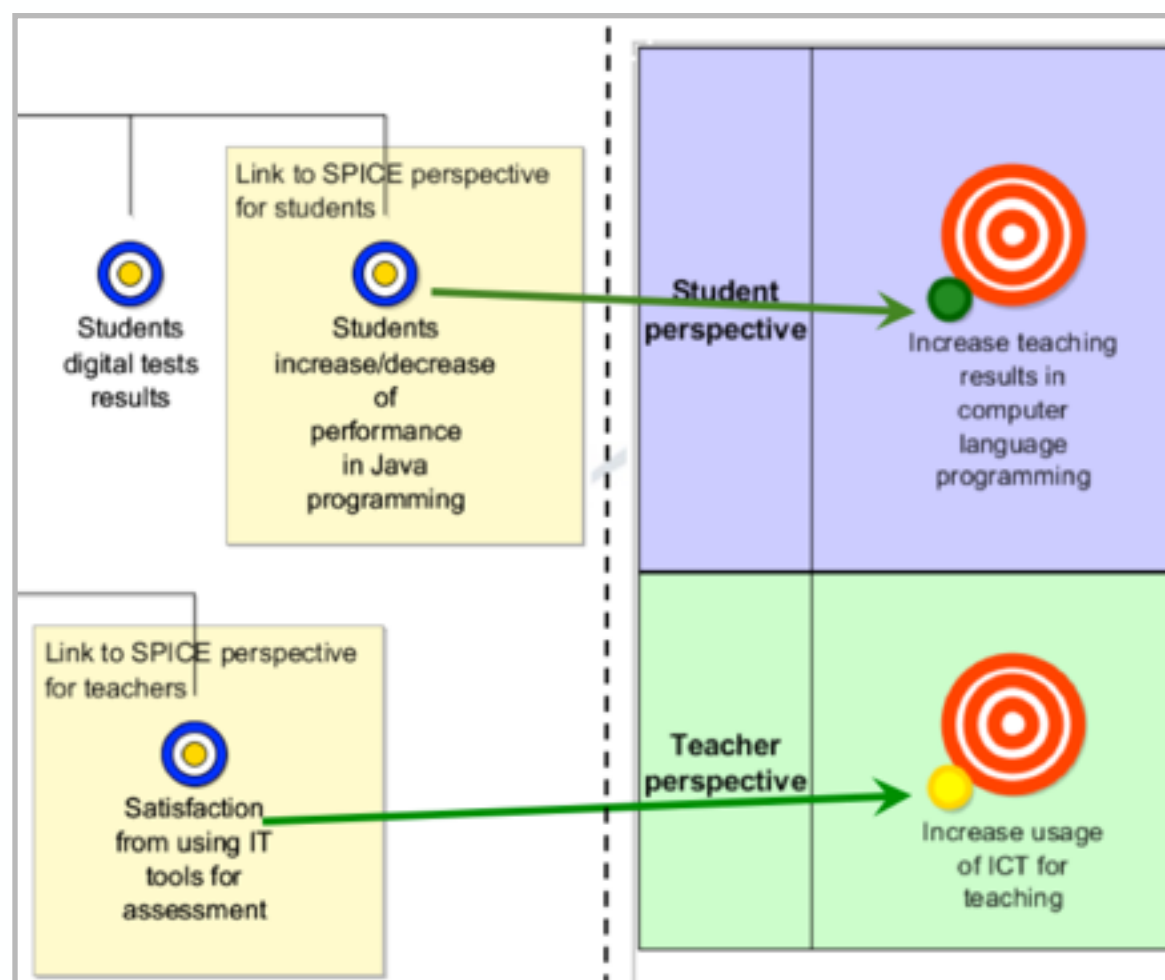 Link to SPICE perspective
for students
Students
digital tests
results
Students
increase/decrease
of
performance
in Java
programming
Student
perspective
Increase teaching
results in
computer
language
programming
Link to SPICE perspective
for teachers
Satisfaction
from using IT
tools for
assessment
Teacher
perspective
Increase usage
of ICT for
teaching